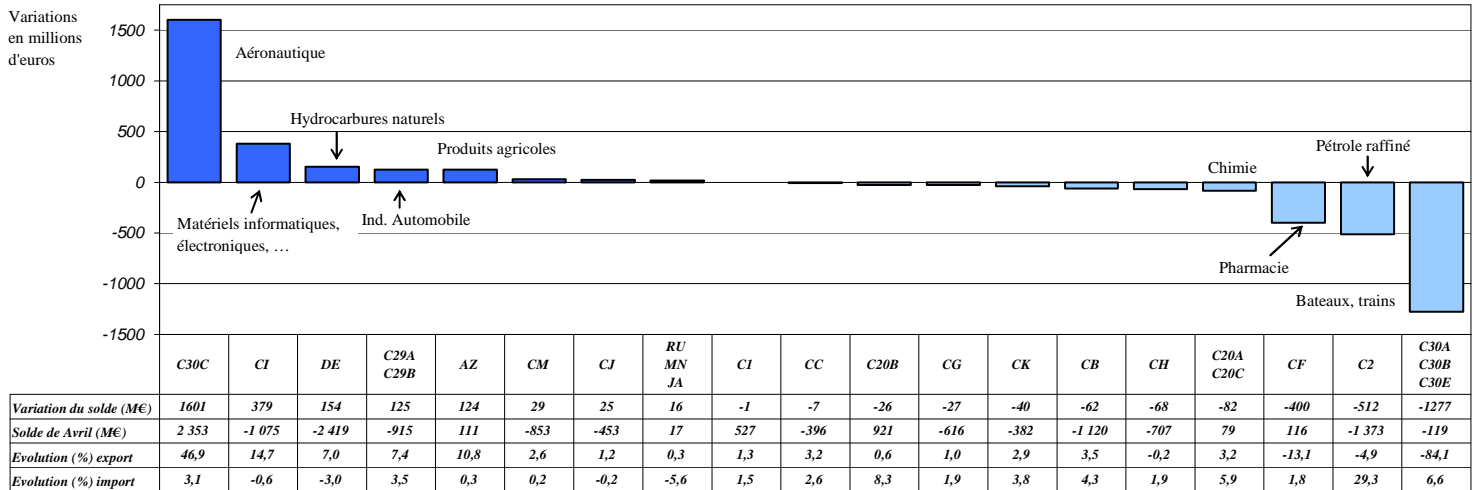 Variations
en millions
d'euros
1500
1000
500
0
-500
-1000
-1500
Aéronautique
Hydrocarbures naturels
Produits agricoles
Matériels informatiques,
électroniques, …
Ind. Automobile
Chimie
Pétrole raffiné
Pharmacie
Bateaux, trains
C30C CI DE C29A C29B AZ CM CJ RU MN JA C1 CC C20B CG CK CB CH C20A C20C CF C2 C30A C30B C30E
Variation du solde (M€) 1601 379 154 125 124 29 25 16 -1 -7 -26 -27 -40 -62 -68 -82 -400 -512 -1277
Solde de Avril (M€) 2 353 -1 075 -2 419 -915 111 -853 -453 17 527 -396 921 -616 -382 -1 120 -707 79 116 -1 373 -119
Evolution (%) export 46,9 14,7 7,0 7,4 10,8 2,6 1,2 0,3 1,3 3,2 0,6 1,0 2,9 3,5 -0,2 3,2 -13,1 -4,9 -84,1
Evolution (%) import 3,1 -0,6 -3,0 3,5 0,3 0,2 -0,2 -5,6 1,5 2,6 8,3 1,9 3,8 4,3 1,9 5,9 1,8 29,3 6,6